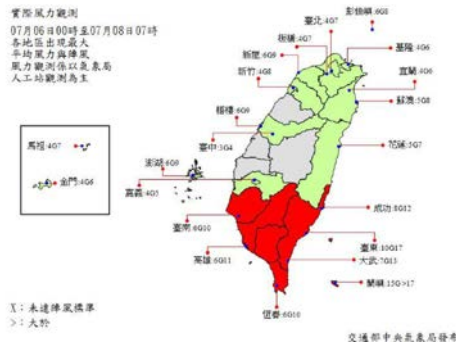 實際風力觀測
07月06日00時至07月08日07時
各地區出現最大
平均風力與陣風
風力觀測係以氣象局
人工站觀測為主
彭佳嶼:6G8
臺北:4G7
板橋:4G7
基隆:4G6
新屋:6G9
宜蘭:4G6
新竹:4G8
蘇澳:5G8
梧棲:6G9
馬祖:4G7
臺中:3G4
花蓮:5G7
澎湖:6G9
金門:4G6
嘉義:4G5
成功:8G12
臺南:6G10
臺東:10G17
高雄:6G11
大武:7G13
蘭嶼:15G>17
恆春:6G10
X：未達陣風標準
>：大於
交通部中央氣象局發布